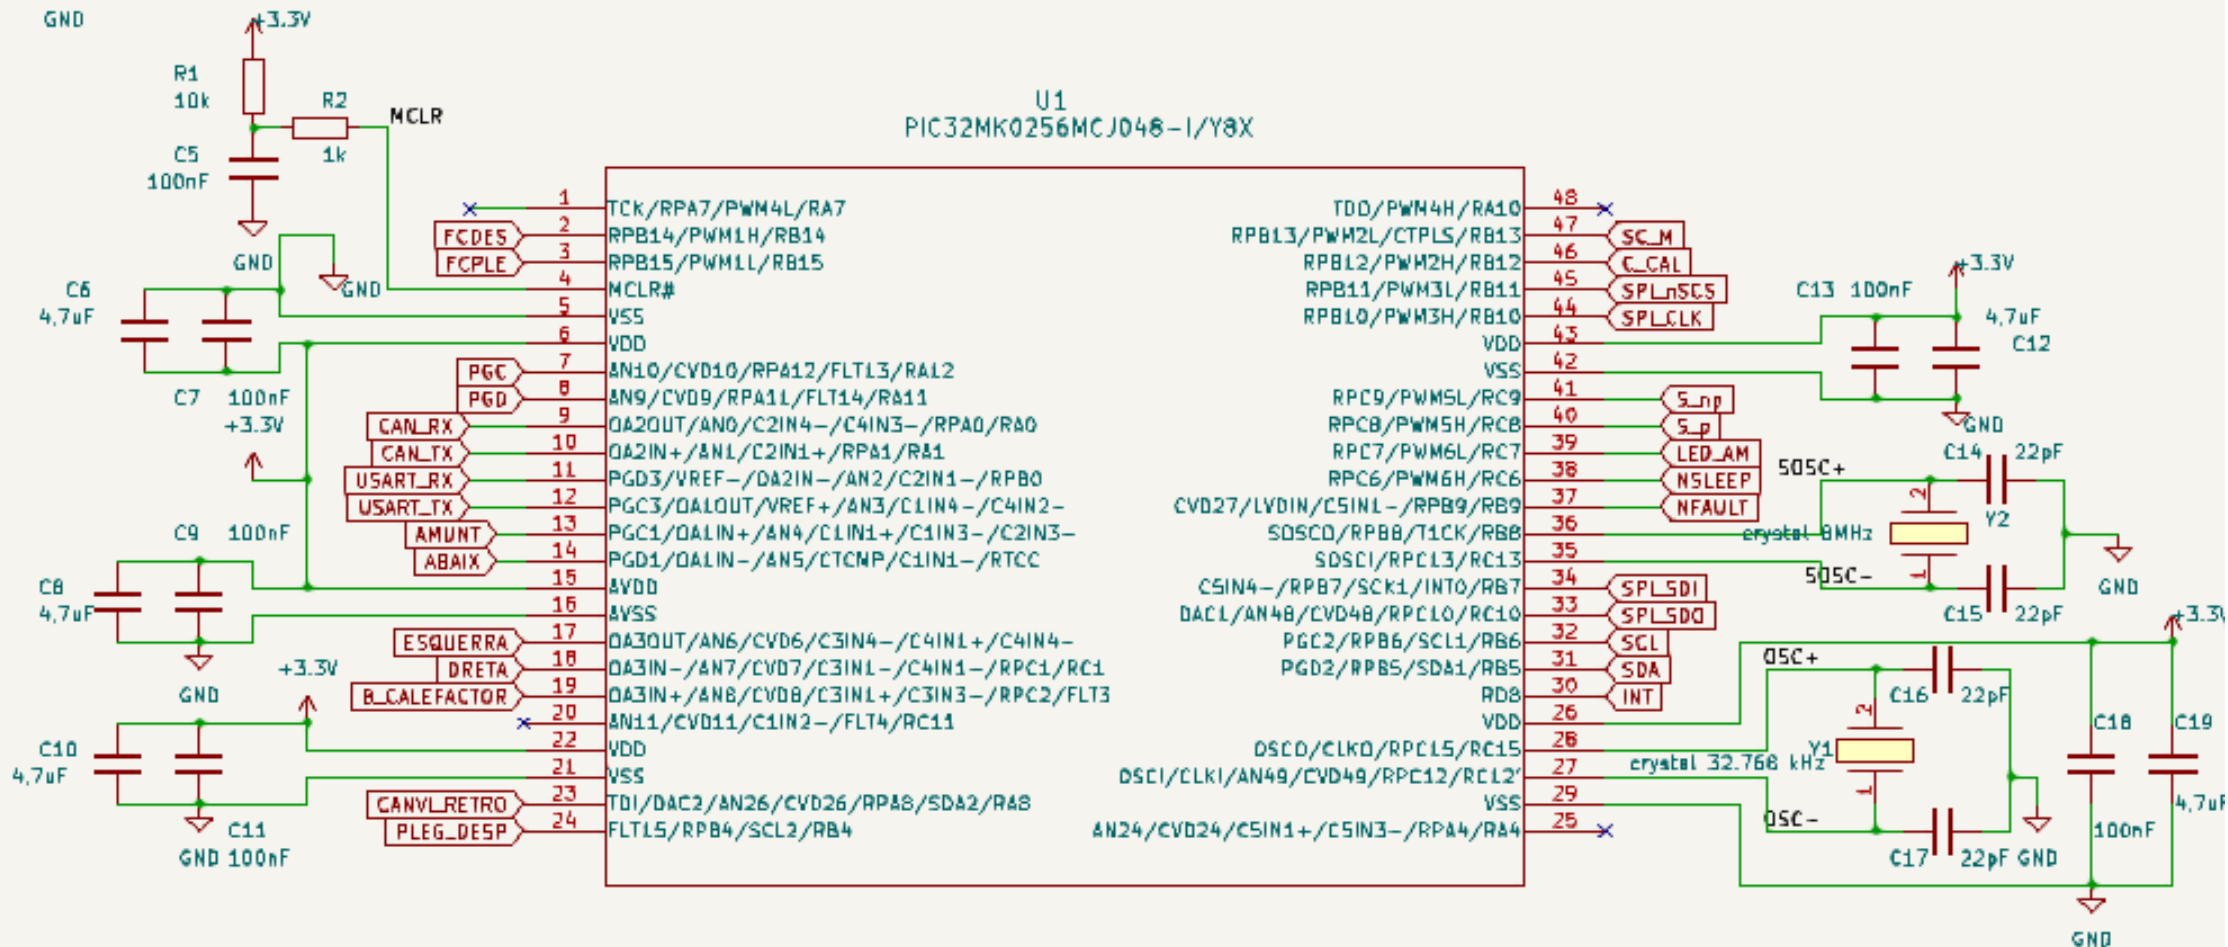 GND
+3.3V
R1
10k
R2
1k
MCLR
C5
100nF
GND
GND
C6
4,7uF
C7 100nF
+3.3V
C9 100nF
C8
4,7uF
GND
+3.3V
C10
4,7uF
C11
GND 100nF
U1
PIC32MK0256MCJ048-I/Y8X
1 TCK/RPA7/PWM4L/RA7
FCDES 2 RPB14/PWM1H/RB14
FCPLE 3 RPB15/PWM1L/RB15
4 MCLR#
5 VSS
6 VDD
PGC 7 AN10/CVD10/RPA12/FLT13/RA12
PGD 8 AN9/CVD9/RPA11/FLT14/RA11
CAN_RX 9 OA2OUT/AN0/C2IN4-/C4IN3-/RPA0/RA0
CAN_TX 10 OA2IN+/AN1/C2IN1+/RPA1/RA1
USART_RX 11 PGD3/VREF-/OA2IN-/AN2/C2IN1-/RPB0
USART_TX 12 PGC3/OA1OUT/VREF+/AN3/C1IN4-/C4IN2-
AMUNT 13 PGC1/OA1IN+/AN4/C1IN1+/C1IN3-/C2IN3-
ABAIX 14 PGD1/OA1IN-/AN5/CTCMP/C1IN1-/RTCC
15 AVDD
16 AVSS
ESQUERRA 17 OA3OUT/AN6/CVD6/C3IN4-/C4IN1+/C4IN4-
DRETA 18 OA3IN-/AN7/CVD7/C3IN1-/C4IN1-/RPC1/RC1
B_CALEFACTOR 19 OA3IN+/AN8/CVD8/C3IN1+/C3IN3-/RPC2/FLT3
20 AN11/CVD11/C1IN2-/FLT4/RC11
22 VDD
21 VSS
CANVI_RETRO 23 TDI/DAC2/AN26/CVD26/RPA8/SDA2/RA8
PLEG_DESP 24 FLT15/RPB4/SCL2/RB4
TDO/PWM4H/RA10 48
RPB13/PWM2L/CTPLS/RB13 47 SC_M
RPB12/PWM2H/RB12 46 C_CAL
RPB11/PWM3L/RB11 45 SPI_nSCS
RPB10/PWM3H/RB10 44 SPI_CLK
VDD 43
VSS 42
RPC9/PWM5L/RC9 41 S_np
RPC8/PWM5H/RC8 40 S_p
RPC7/PWM6L/RC7 39 LED_AM
RPC6/PWM6H/RC6 38 NSLEEP
CVD27/LVDIN/C5IN1-/RPB9/RB9 37 NFAULT
SOSCO/RPB8/T1CK/RB8 36
SOSCI/RPC13/RC13 35
C5IN4-/RPB7/SCK1/INT0/RB7 34 SPI_SDI
DAC1/AN48/CVD48/RPC10/RC10 33 SPI_SDO
PGC2/RPB6/SCL1/RB6 32 SCL
PGD2/RPB5/SDA1/RB5 31 SDA
RD8 30 INT
VDD 26
OSCO/CLKO/RPC15/RC15 28
OSCI/CLKI/AN49/CVD49/RPC12/RC12' 27
VSS 29
AN24/CVD24/C5IN1+/C5IN3-/RPA4/RA4 25
+3.3V
C13 100nF
4,7uF
C12
GND
C14 22pF
SOSC+
2
Y2
crystal 8MHz
1
SOSC-
C15 22pF
GND
+3.3V
OSC+
C16 22pF
2
Y1
crystal 32.768 kHz
1
OSC-
C17 22pF GND
C18
100nF
C19
4,7uF
GND